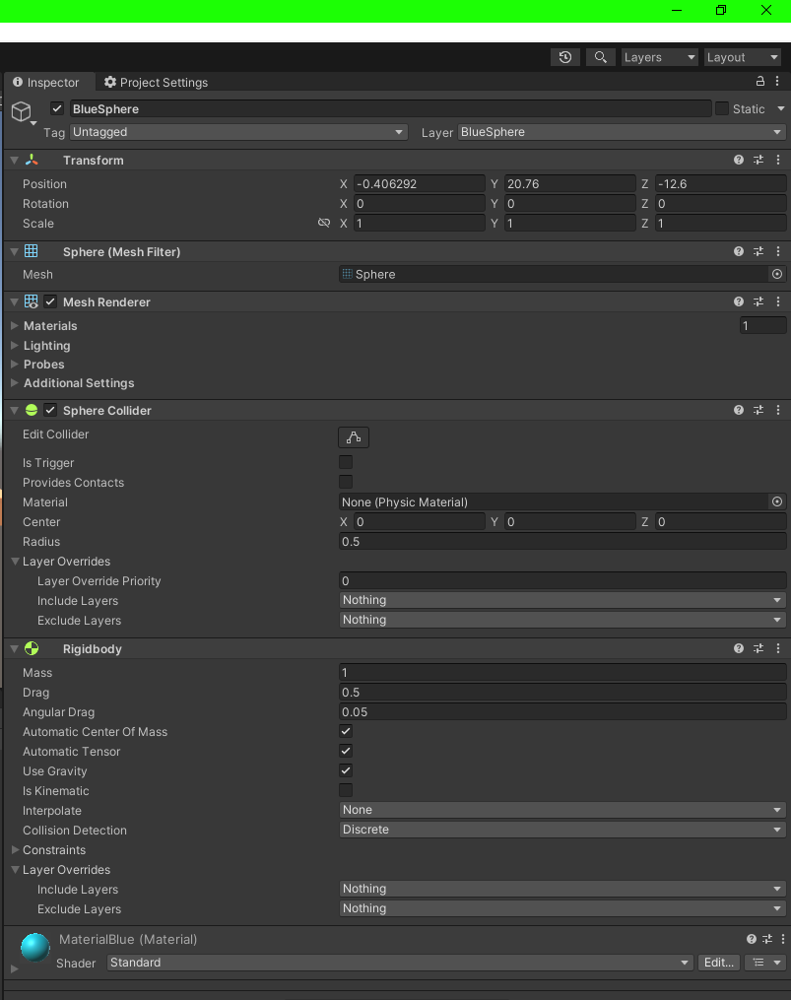 Layers Layout
Inspector Project Settings
BlueSphere Static
Tag Untagged Layer BlueSphere
Transform
Position X -0.406292 Y 20.76 Z -12.6
Rotation X 0 Y 0 Z 0
Scale X 1 Y 1 Z 1
Sphere (Mesh Filter)
Mesh Sphere
Mesh Renderer
Materials 1
Lighting
Probes
Additional Settings
Sphere Collider
Edit Collider
Is Trigger
Provides Contacts
Material None (Physic Material)
Center X 0 Y 0 Z 0
Radius 0.5
Layer Overrides
Layer Override Priority 0
Include Layers Nothing
Exclude Layers Nothing
Rigidbody
Mass 1
Drag 0.5
Angular Drag 0.05
Automatic Center Of Mass
Automatic Tensor
Use Gravity
Is Kinematic
Interpolate None
Collision Detection Discrete
Constraints
Layer Overrides
Include Layers Nothing
Exclude Layers Nothing
MaterialBlue (Material)
Shader Standard Edit...